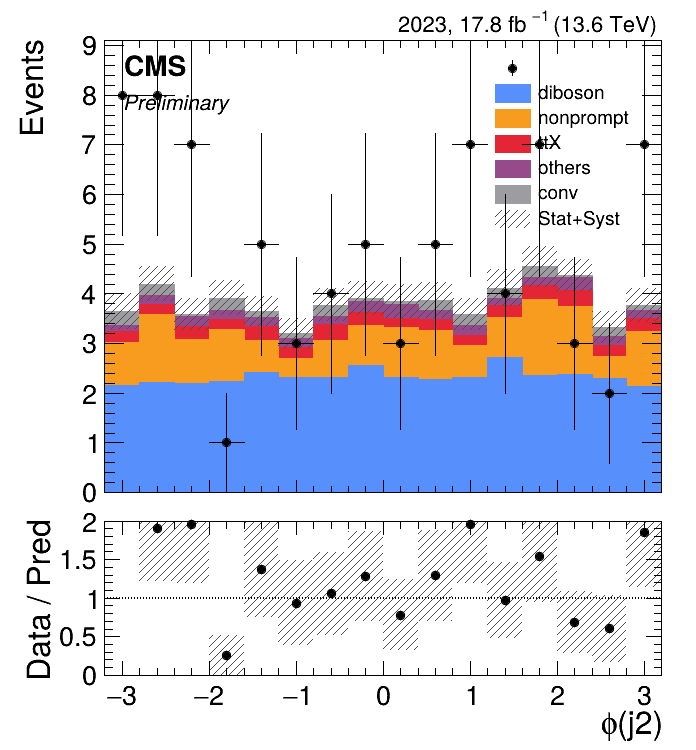 2023, 17.8 fb⁻¹ (13.6 TeV)
Events
CMS
Preliminary
diboson
nonprompt
ttX
others
conv
Stat+Syst
9
8
7
6
5
4
3
2
1
0
Data / Pred
2
1.5
1
0.5
0
−3 −2 −1 0 1 2 3
ϕ(j2)